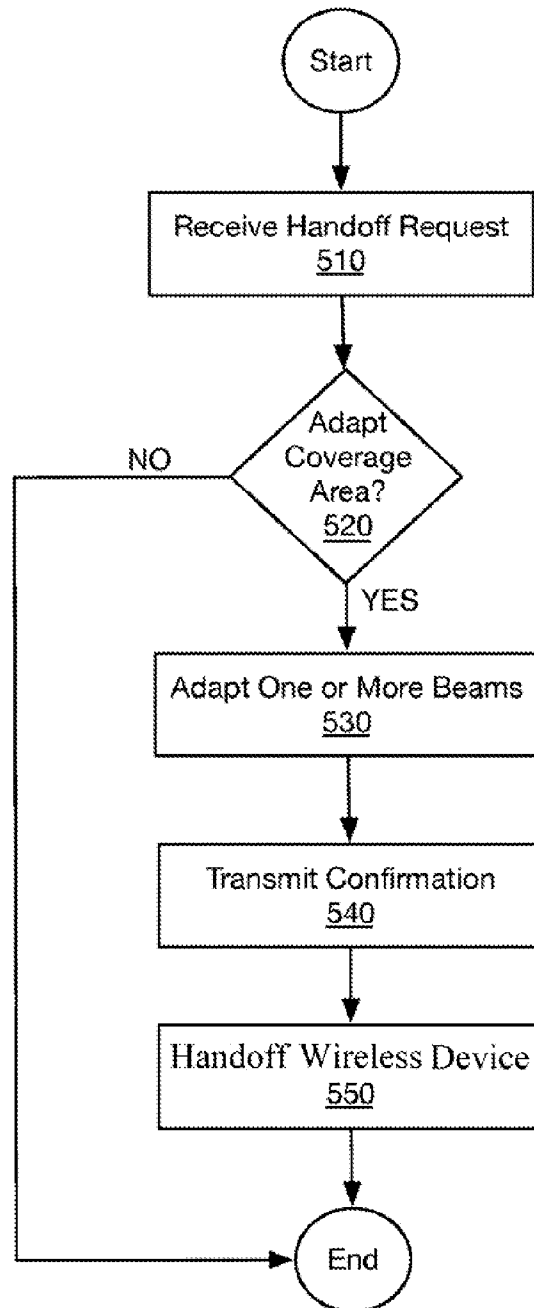 Start
Receive Handoff Request
510
Adapt
Coverage
Area?
520
NO
YES
Adapt One or More Beams
530
Transmit Confirmation
540
Handoff Wireless Device
550
End